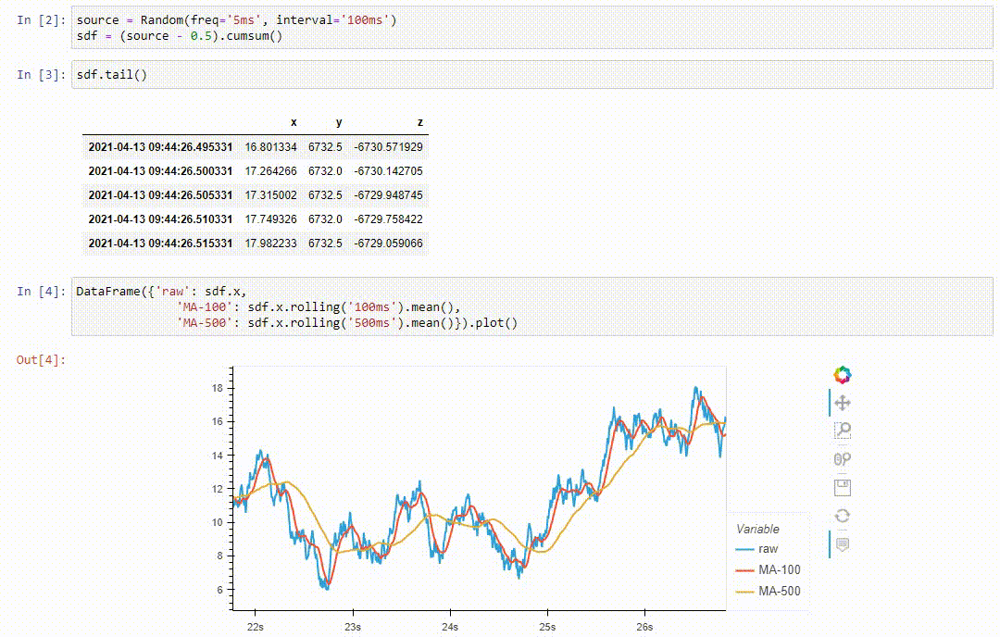 In [2]: source = Random(freq='5ms', interval='100ms')
sdf = (source - 0.5).cumsum()
In [3]: sdf.tail()
x y z
2021-04-13 09:44:26.495331 16.801334 6732.5 -6730.571929
2021-04-13 09:44:26.500331 17.264266 6732.0 -6730.142705
2021-04-13 09:44:26.505331 17.315002 6732.5 -6729.948745
2021-04-13 09:44:26.510331 17.749326 6732.0 -6729.758422
2021-04-13 09:44:26.515331 17.982233 6732.5 -6729.059066
In [4]: DataFrame({'raw': sdf.x,
'MA-100': sdf.x.rolling('100ms').mean(),
'MA-500': sdf.x.rolling('500ms').mean()}).plot()
Out[4]:
18
16
14
12
10
8
6
22s 23s 24s 25s 26s
Variable
raw
MA-100
MA-500